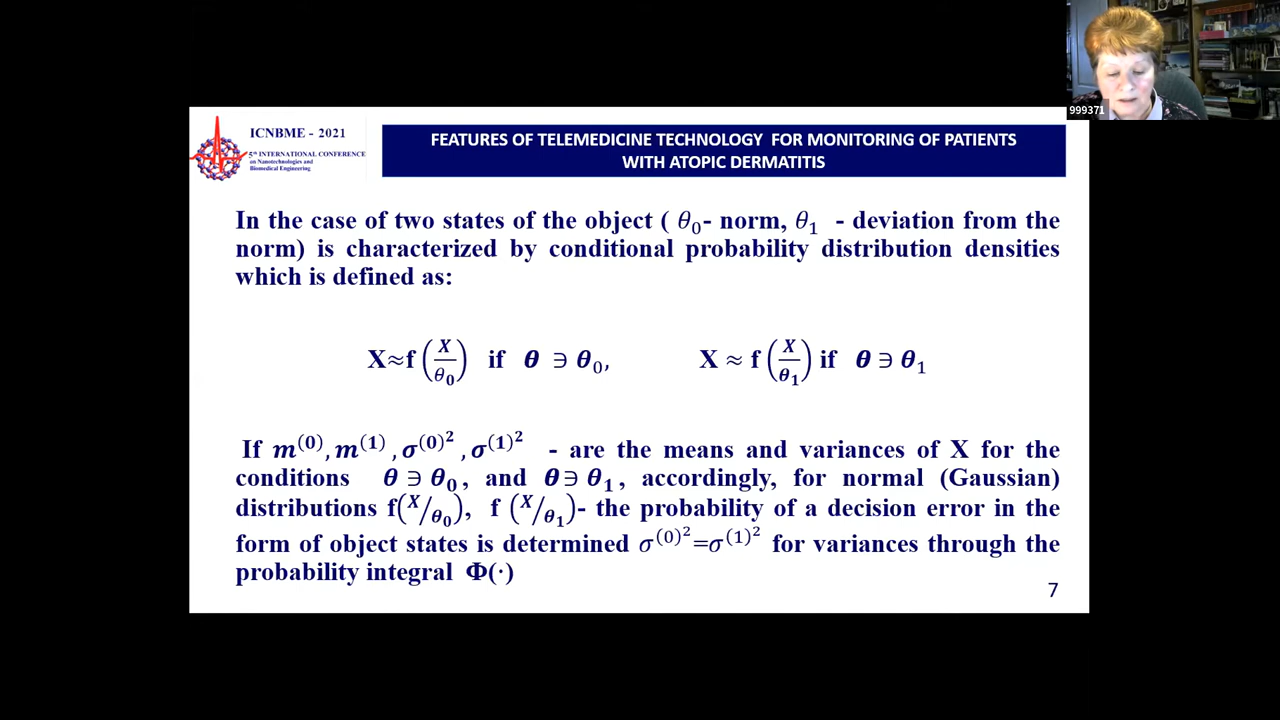 999371
ICNBME - 2021
5th INTERNATIONAL CONFERENCE
on Nanotechnologies and
Biomedical Engineering
FEATURES OF TELEMEDICINE TECHNOLOGY FOR MONITORING OF PATIENTS
WITH ATOPIC DERMATITIS
In the case of two states of the object ( θ₀- norm, θ₁ - deviation from the
norm) is characterized by conditional probability distribution densities
which is defined as:
X≈f (X/θ₀) if θ ∋ θ₀, X ≈ f (X/θ₁) if θ ∋ θ₁
If m⁽⁰⁾, m⁽¹⁾, σ⁽⁰⁾², σ⁽¹⁾² - are the means and variances of X for the
conditions θ ∋ θ₀, and θ∋ θ₁, accordingly, for normal (Gaussian)
distributions f(X/θ₀), f (X/θ₁)- the probability of a decision error in the
form of object states is determined σ⁽⁰⁾²=σ⁽¹⁾² for variances through the
probability integral Φ(·)
7